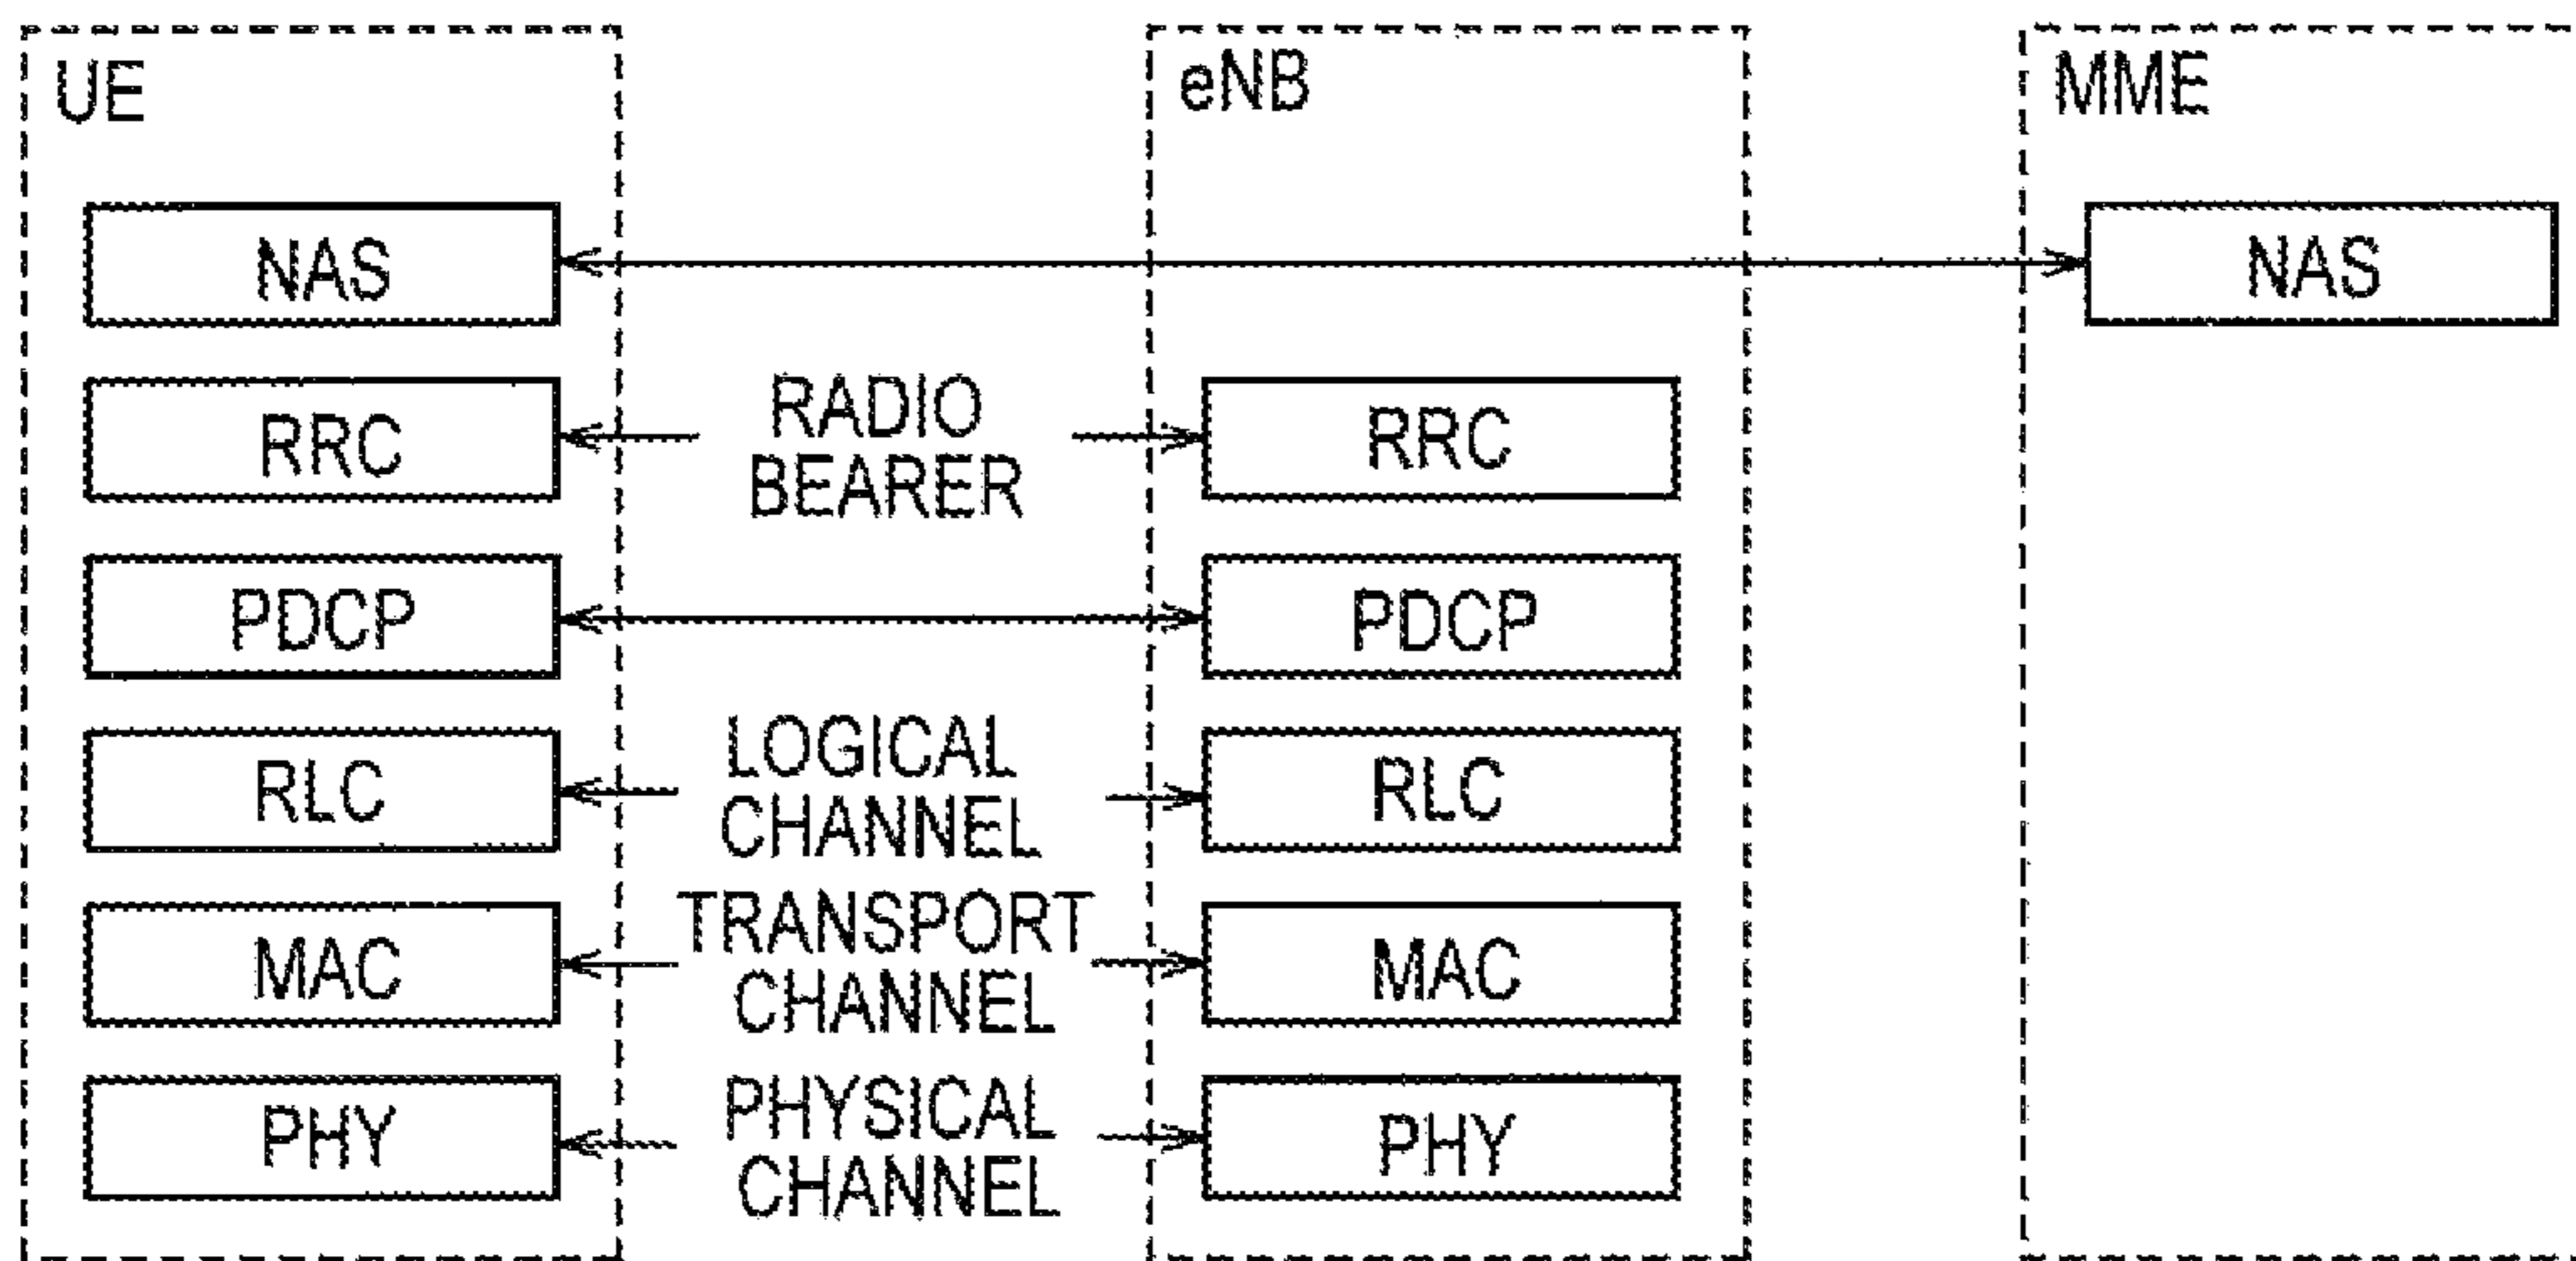 UE
eNB
MME
NAS
NAS
RRC
RADIO
BEARER
RRC
PDCP
PDCP
RLC
LOGICAL
CHANNEL
RLC
MAC
TRANSPORT
CHANNEL
MAC
PHY
PHYSICAL
CHANNEL
PHY